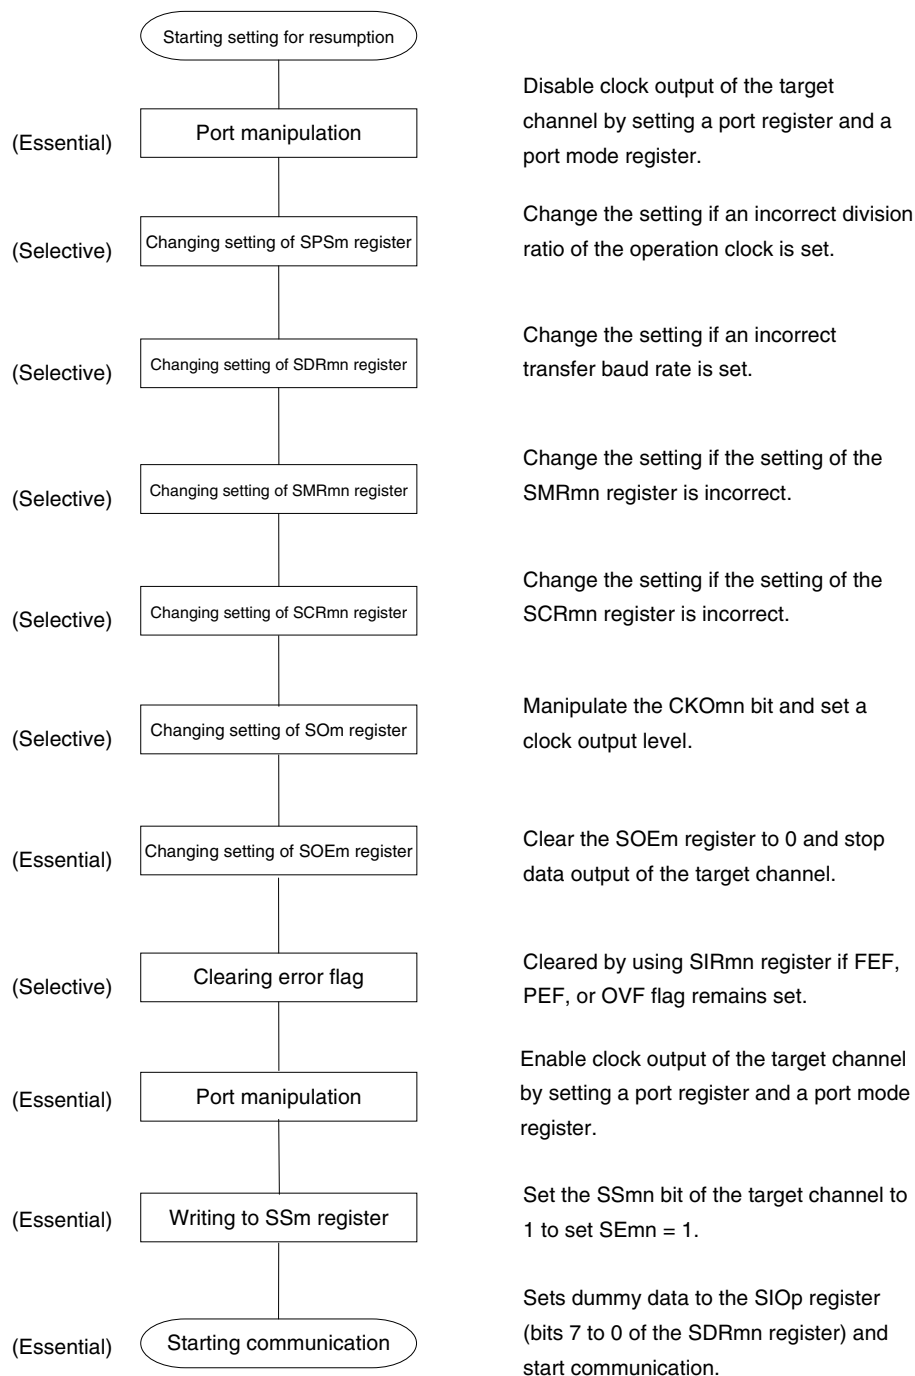 Starting setting for resumption
(Essential)
Port manipulation
Disable clock output of the target
channel by setting a port register and a
port mode register.
(Selective)
Changing setting of SPSm register
Change the setting if an incorrect division
ratio of the operation clock is set.
(Selective)
Changing setting of SDRmn register
Change the setting if an incorrect
transfer baud rate is set.
(Selective)
Changing setting of SMRmn register
Change the setting if the setting of the
SMRmn register is incorrect.
(Selective)
Changing setting of SCRmn register
Change the setting if the setting of the
SCRmn register is incorrect.
(Selective)
Changing setting of SOm register
Manipulate the CKOmn bit and set a
clock output level.
(Essential)
Changing setting of SOEm register
Clear the SOEm register to 0 and stop
data output of the target channel.
(Selective)
Clearing error flag
Cleared by using SIRmn register if FEF,
PEF, or OVF flag remains set.
(Essential)
Port manipulation
Enable clock output of the target channel
by setting a port register and a port mode
register.
(Essential)
Writing to SSm register
Set the SSmn bit of the target channel to
1 to set SEmn = 1.
(Essential)
Starting communication
Sets dummy data to the SIOp register
(bits 7 to 0 of the SDRmn register) and
start communication.